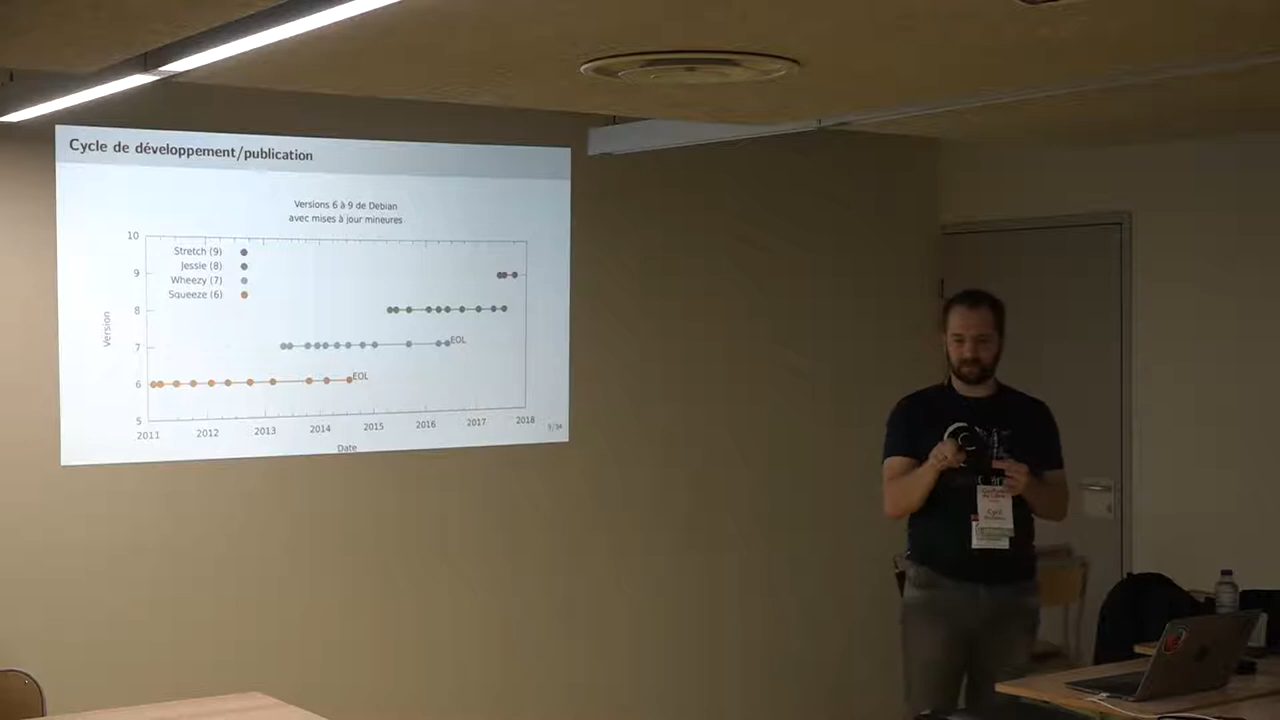 Cycle de développement/publication
Versions 6 à 9 de Debian
avec mises à jour mineures
10
Stretch (9)
Jessie (8)
Wheezy (7)
Squeeze (6)
9
8
7
6
5
Version
EOL
EOL
2011 2012 2013 2014 2015 2016 2017 2018
Date
Cyril